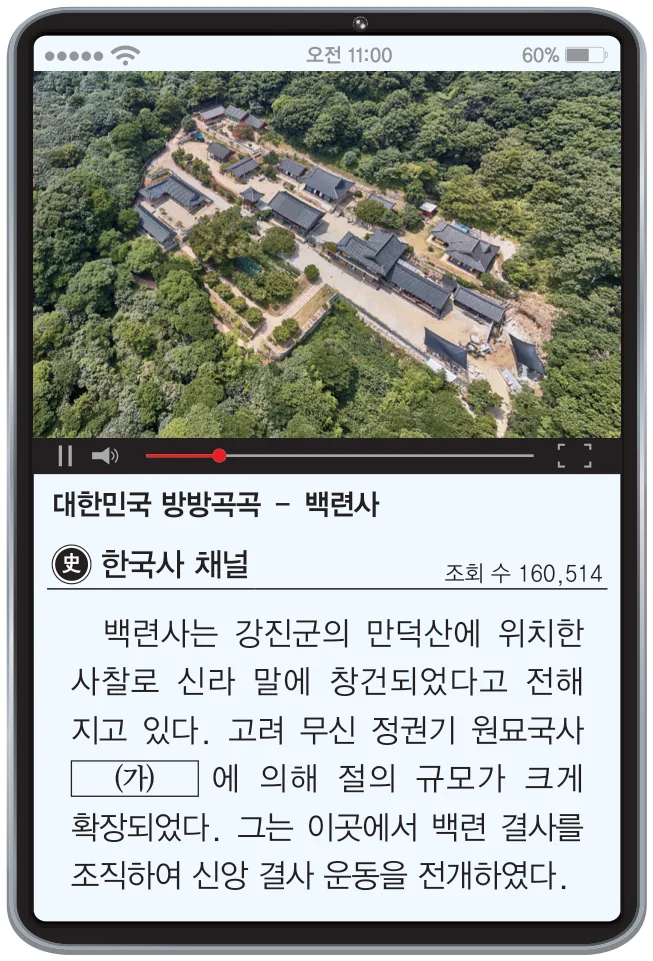 오전 11:00
60%
대한민국 방방곡곡 - 백련사
史 한국사 채널
조회 수 160,514
백련사는 강진군의 만덕산에 위치한
사찰로 신라 말에 창건되었다고 전해
지고 있다. 고려 무신 정권기 원묘국사
(가) 에 의해 절의 규모가 크게
확장되었다. 그는 이곳에서 백련 결사를
조직하여 신앙 결사 운동을 전개하였다.